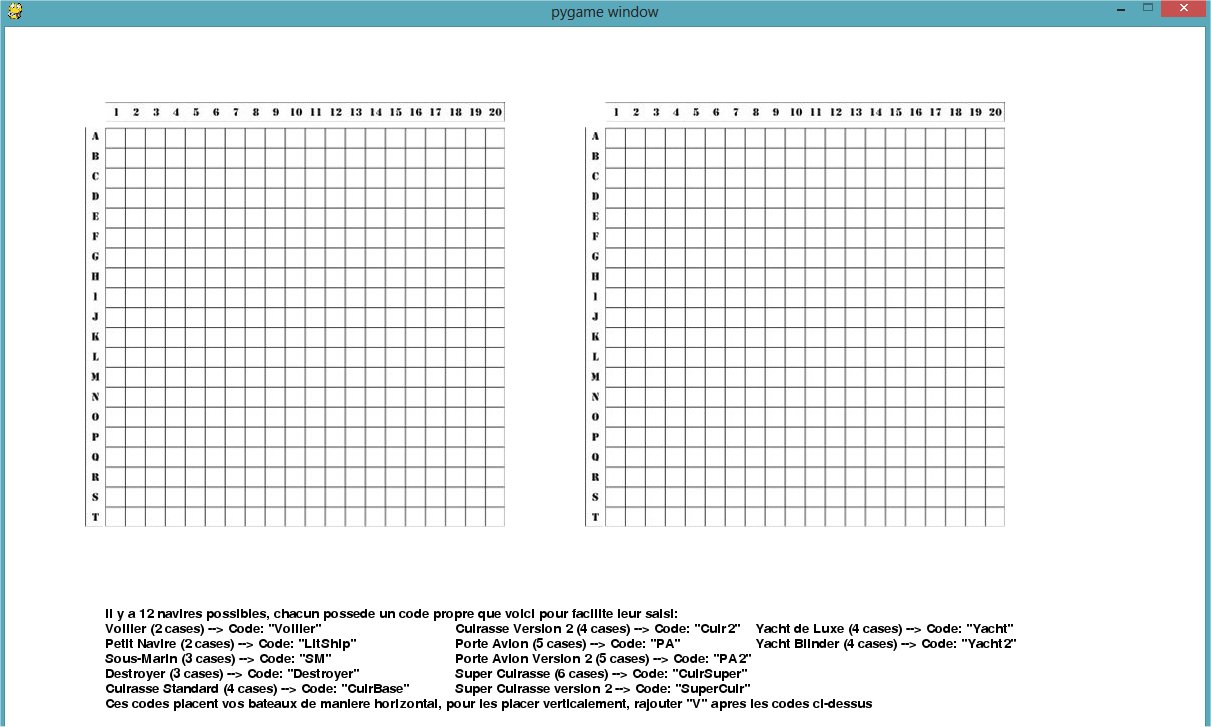 pygame window
1 2 3 4 5 6 7 8 9 10 11 12 13 14 15 16 17 18 19 20
A
B
C
D
E
F
G
H
I
J
K
L
M
N
O
P
Q
R
S
T
1 2 3 4 5 6 7 8 9 10 11 12 13 14 15 16 17 18 19 20
A
B
C
D
E
F
G
H
I
J
K
L
M
N
O
P
Q
R
S
T
Il y a 12 navires possibles, chacun possede un code propre que voici pour facilite leur saisi:
Voilier (2 cases) --> Code: "Voilier"
Petit Navire (2 cases) --> Code: "LitShip"
Sous-Marin (3 cases) --> Code: "SM"
Destroyer (3 cases) --> Code: "Destroyer"
Cuirasse Standard (4 cases) --> Code: "CuirBase"
Cuirasse Version 2 (4 cases) --> Code: "Cuir2"
Porte Avion (5 cases) --> Code: "PA"
Porte Avion Version 2 (5 cases) --> Code: "PA2"
Super Cuirasse (6 cases) --> Code: "CuirSuper"
Super Cuirasse version 2 --> Code: "SuperCuir"
Yacht de Luxe (4 cases) --> Code: "Yacht"
Yacht Blinder (4 cases) --> Code: "Yacht2"
Ces codes placent vos bateaux de maniere horizontal, pour les placer verticalement, rajouter "V" apres les codes ci-dessus